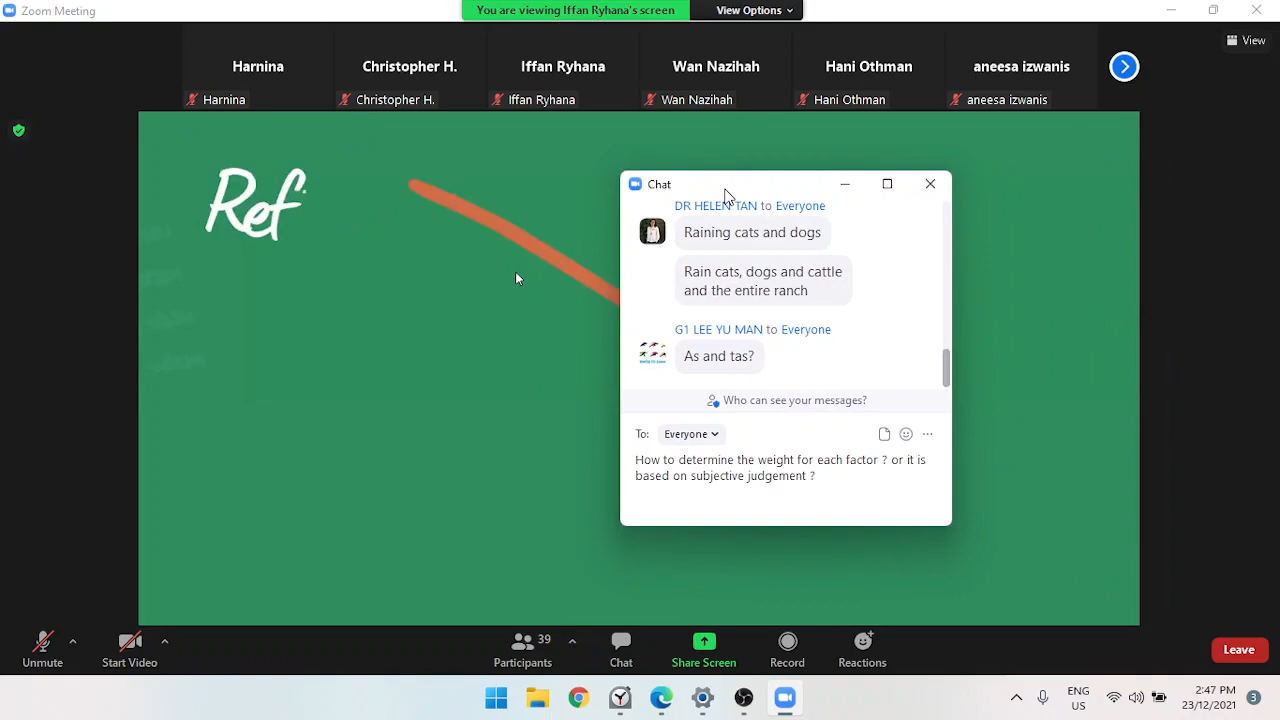 Zoom Meeting
You are viewing Iffan Ryhana's screen
View Options
View
Harnina
Christopher H.
Iffan Ryhana
Wan Nazihah
Hani Othman
aneesa izwanis
Harnina
Christopher H.
Iffan Ryhana
Wan Nazihah
Hani Othman
aneesa izwanis
Ref
Chat
DR HELEN TAN to Everyone
Raining cats and dogs
Rain cats, dogs and cattle
and the entire ranch
G1 LEE YU MAN to Everyone
As and tas?
Who can see your messages?
To: Everyone
How to determine the weight for each factor ? or it is
based on subjective judgement ?
Unmute
Start Video
39
Participants
Chat
Share Screen
Record
Reactions
Leave
ENG
US
2:47 PM
23/12/2021
3